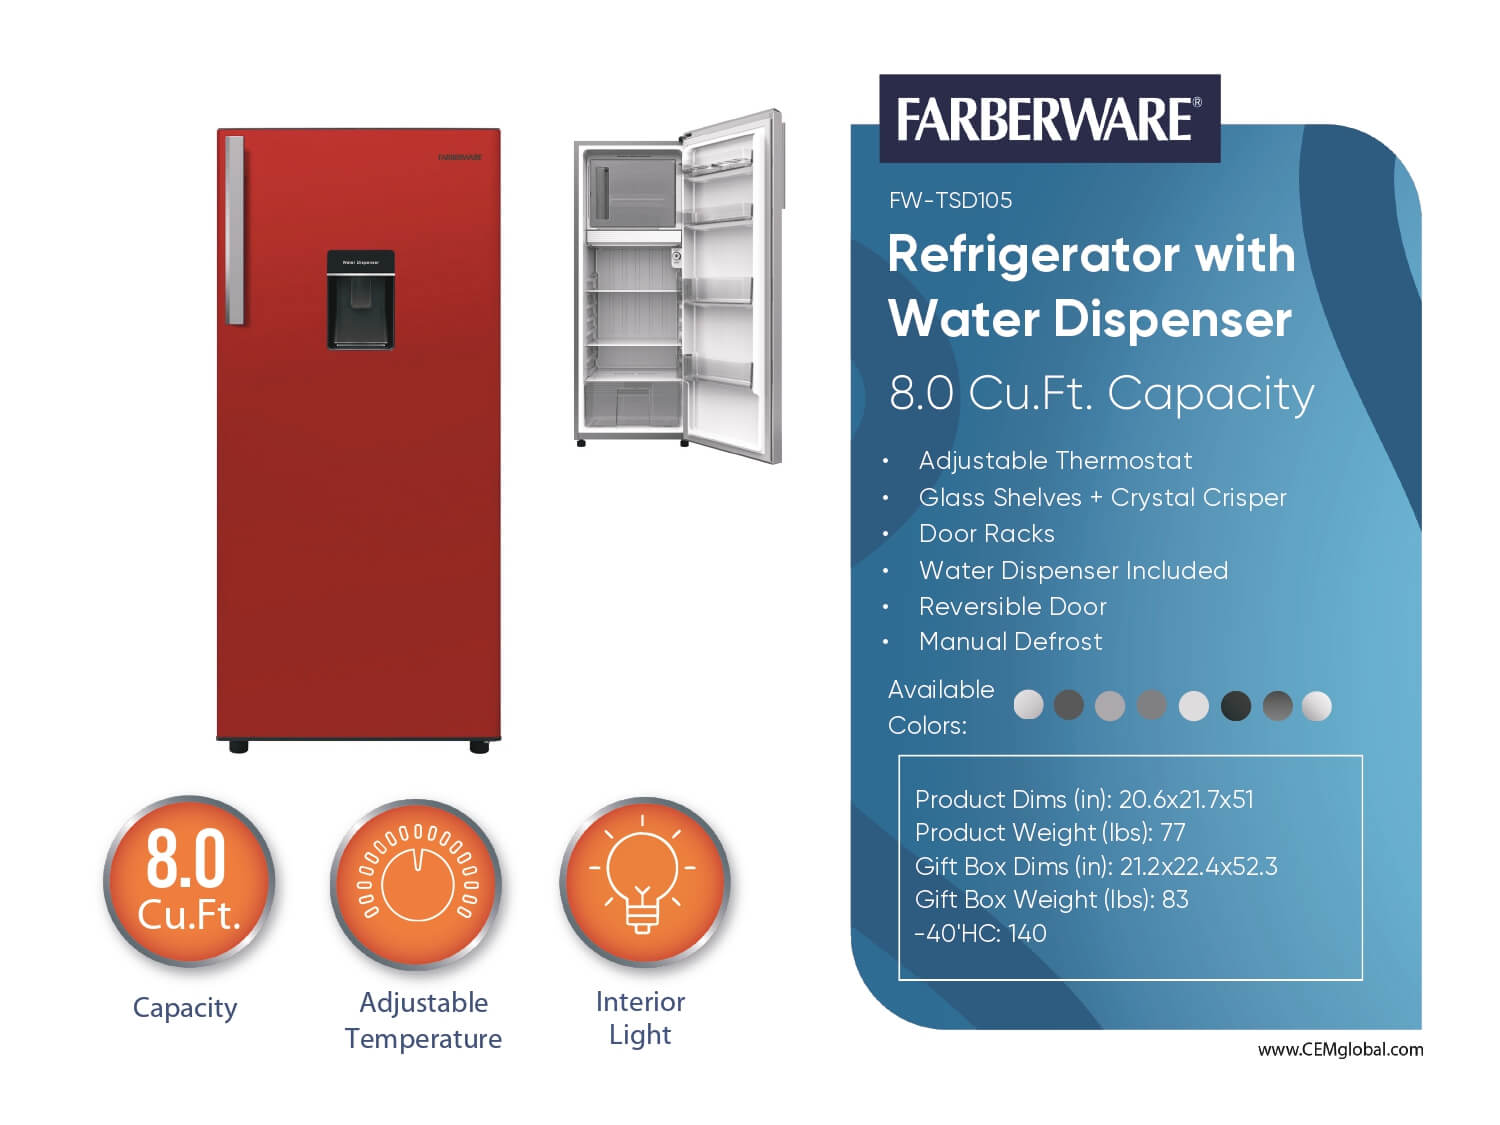 FARBERWARE
Water Dispenser
FARBERWARE®
FW-TSD105
Refrigerator with
Water Dispenser
8.0 Cu.Ft. Capacity
• Adjustable Thermostat
• Glass Shelves + Crystal Crisper
• Door Racks
• Water Dispenser Included
• Reversible Door
• Manual Defrost
Available
Colors:
Product Dims (in): 20.6x21.7x51
Product Weight (lbs): 77
Gift Box Dims (in): 21.2x22.4x52.3
Gift Box Weight (lbs): 83
-40'HC: 140
8.0
Cu.Ft.
Capacity
Adjustable
Temperature
Interior
Light
www.CEMglobal.com